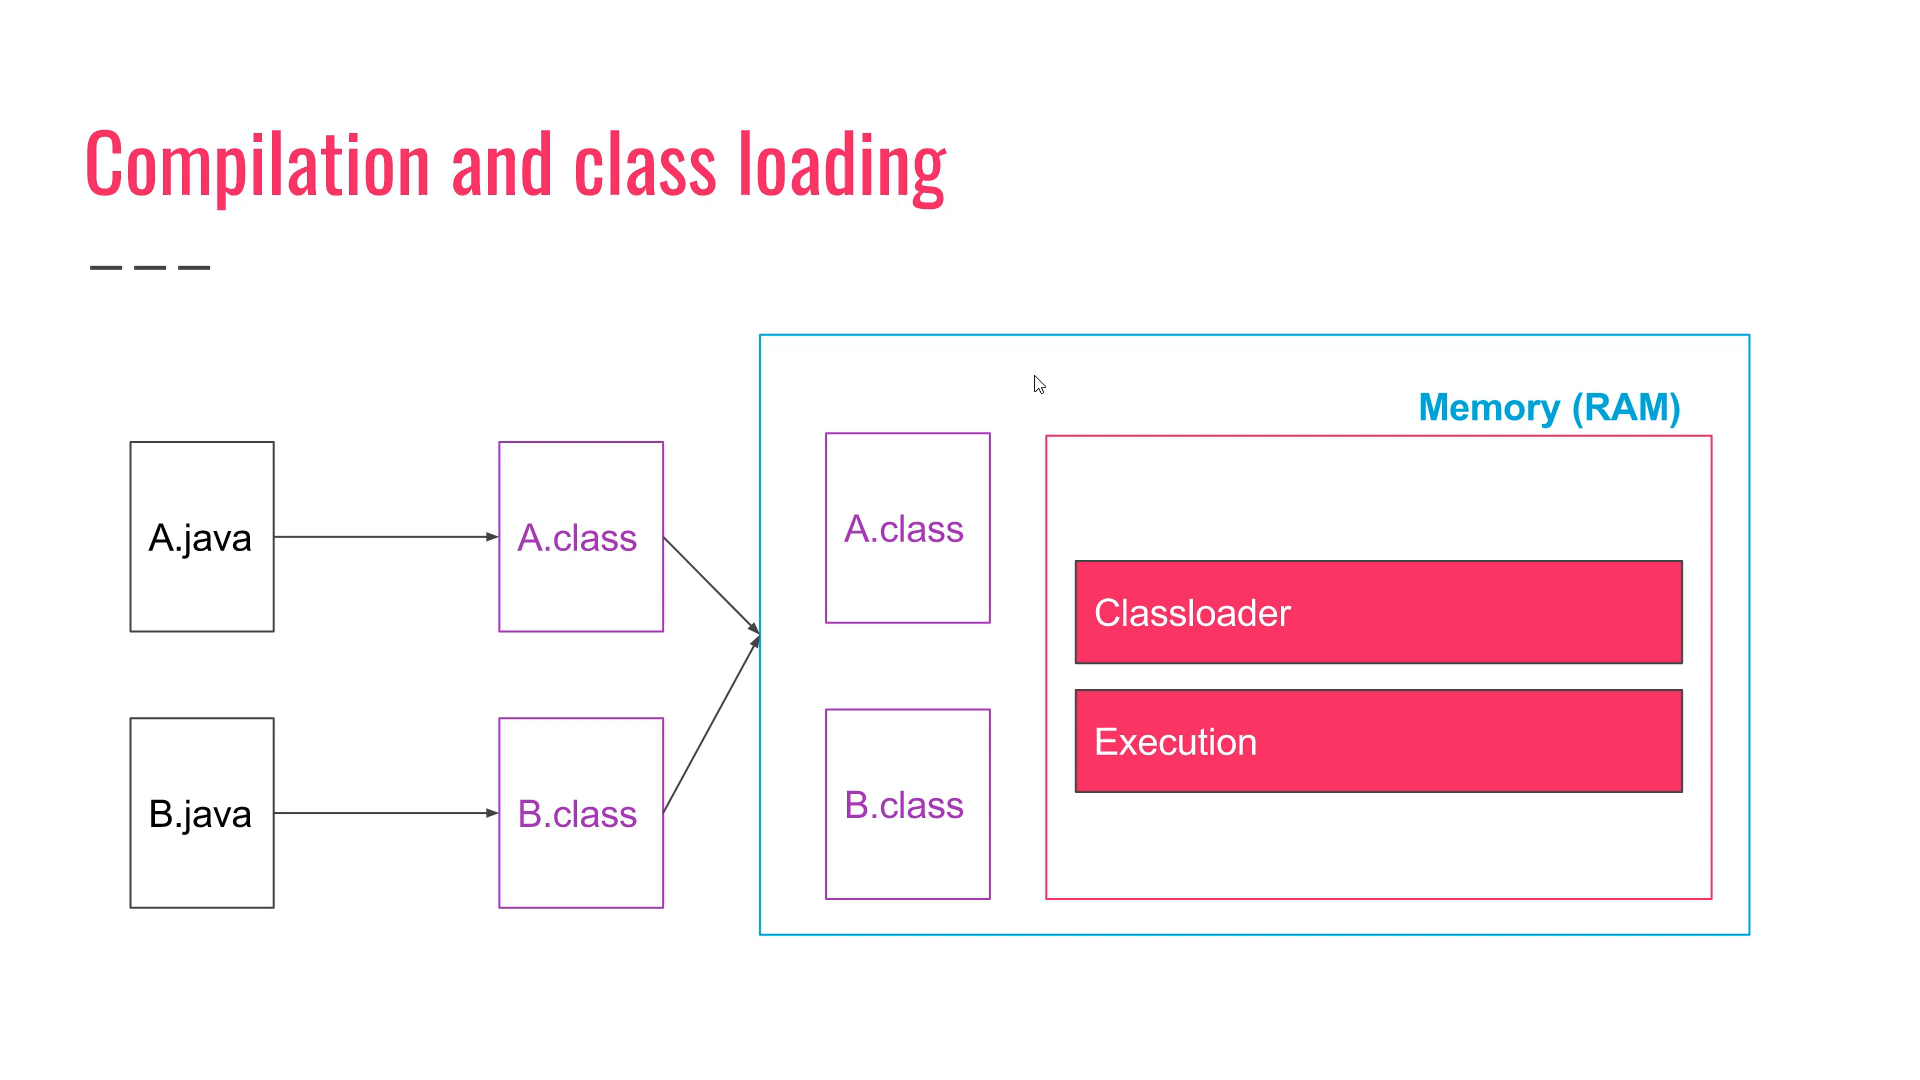 Compilation and class loading
Memory (RAM)
A.java
A.class
A.class
Classloader
Execution
B.java
B.class
B.class